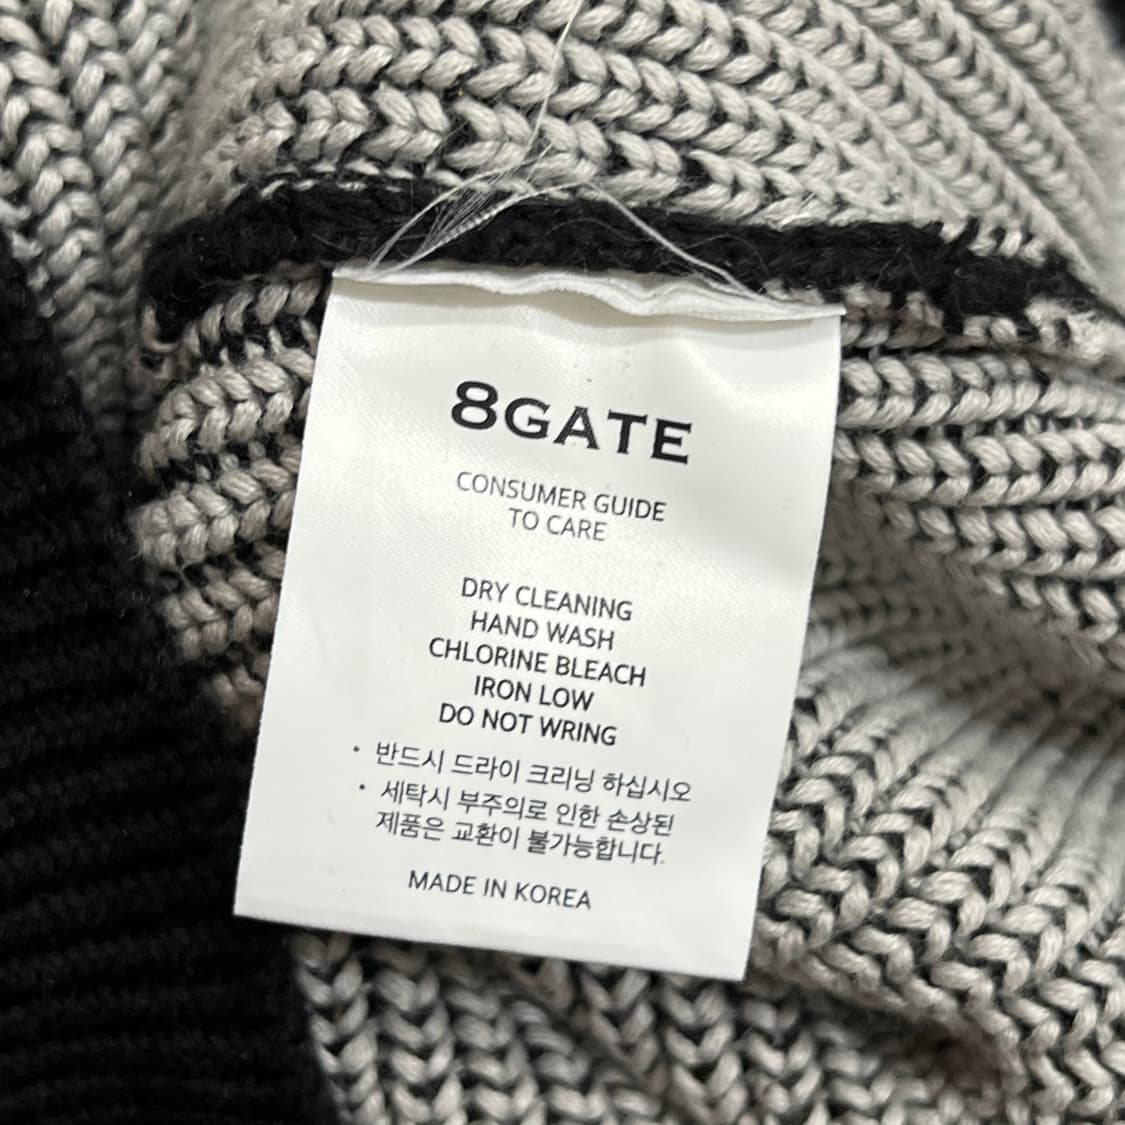 8GATE
CONSUMER GUIDE
TO CARE
DRY CLEANING
HAND WASH
CHLORINE BLEACH
IRON LOW
DO NOT WRING
• 반드시 드라이 크리닝 하십시오
• 세탁시 부주의로 인한 손상된
제품은 교환이 불가능합니다.
MADE IN KOREA